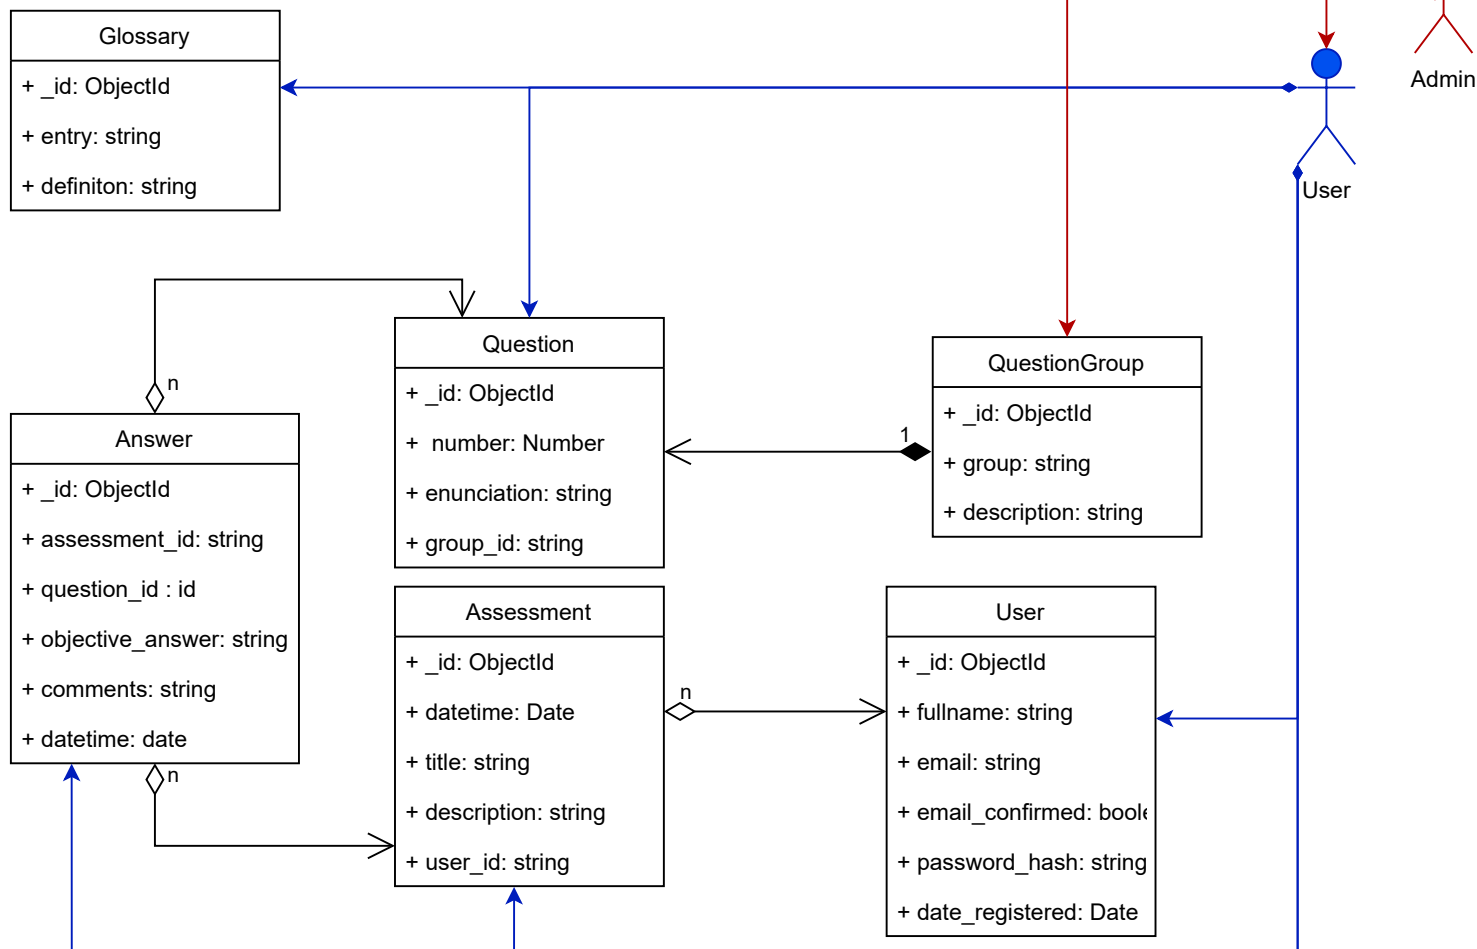 Glossary
+ _id: ObjectId
+ entry: string
+ definiton: string
Admin
User
n
Answer
+ _id: ObjectId
+ assessment_id: string
+ question_id : id
+ objective_answer: string
+ comments: string
+ datetime: date
n
Question
+ _id: ObjectId
+  number: Number
+ enunciation: string
+ group_id: string
1
QuestionGroup
+ _id: ObjectId
+ group: string
+ description: string
Assessment
+ _id: ObjectId
+ datetime: Date
+ title: string
+ description: string
+ user_id: string
n
User
+ _id: ObjectId
+ fullname: string
+ email: string
+ email_confirmed:
+ password_hash: string
+ date_registered: Date